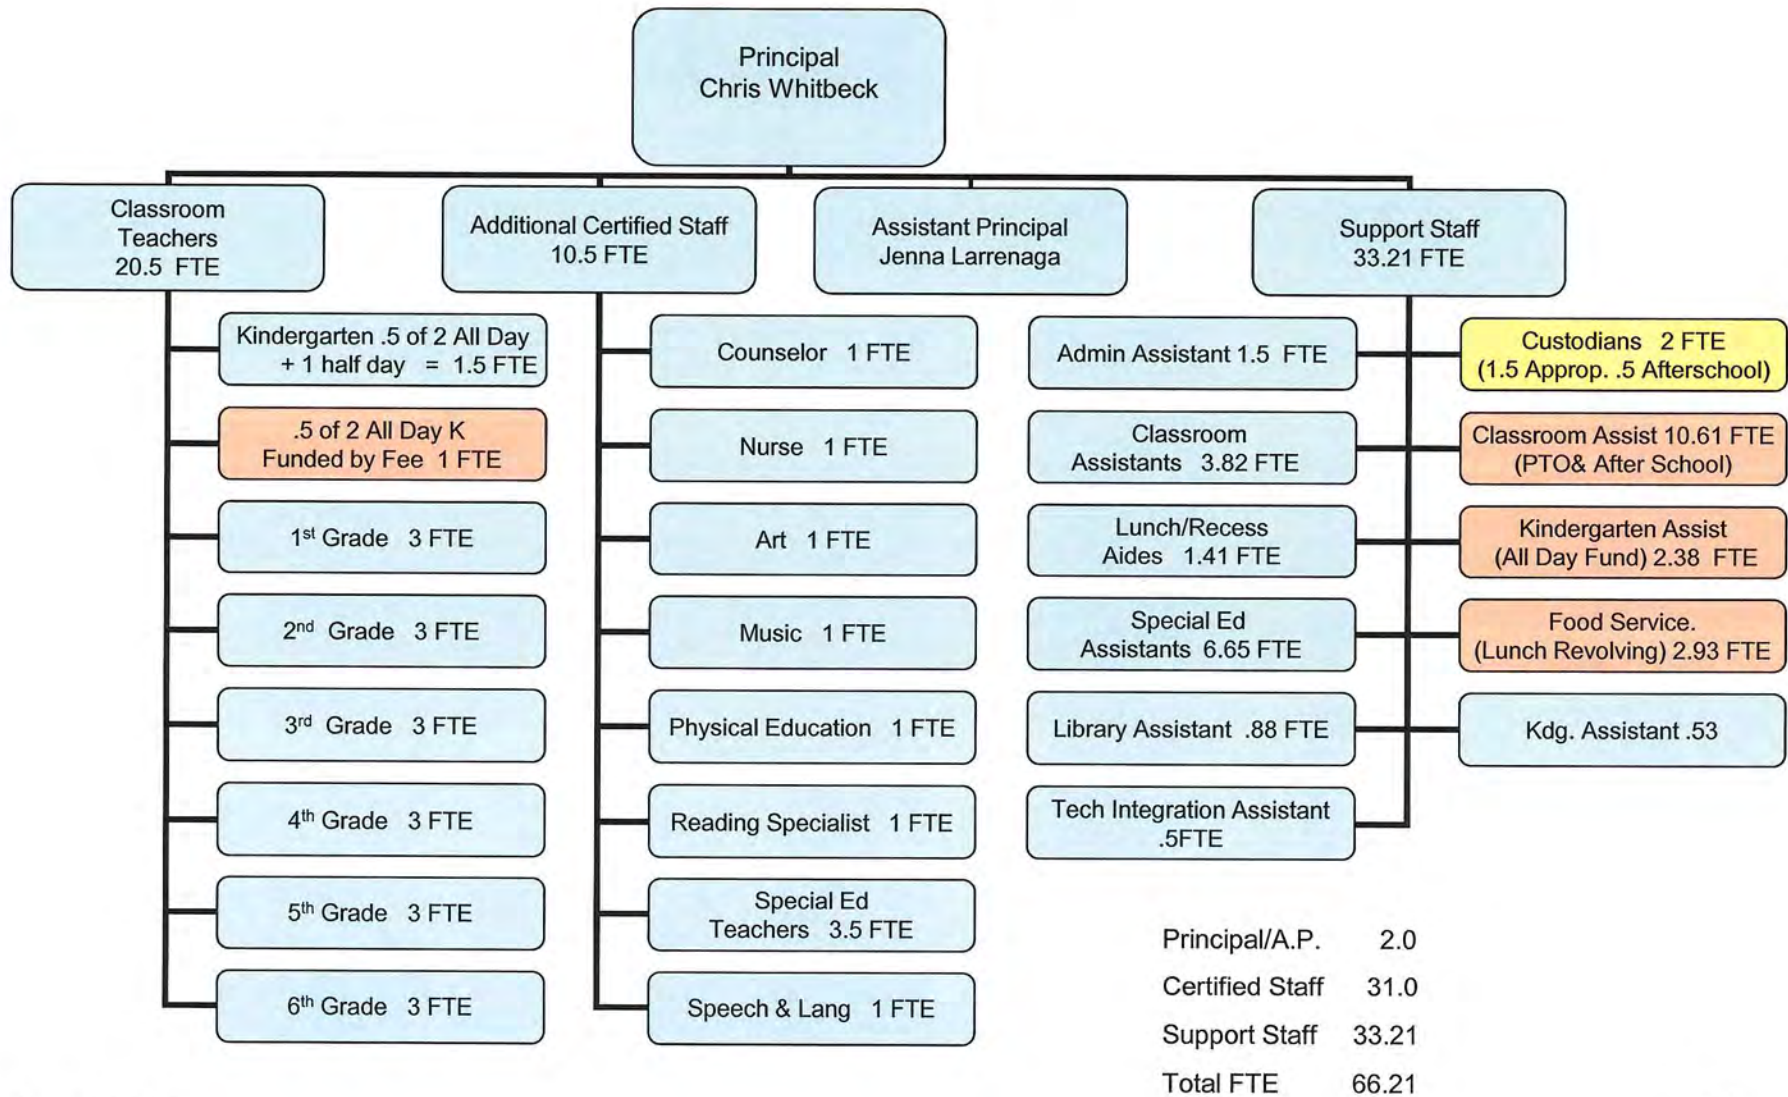 Principal
Chris Whitbeck
Classroom
Teachers
20.5 FTE
Additional Certified Staff
10.5 FTE
Assistant Principal
Jenna Larrenaga
Support Staff
33.21 FTE
Kindergarten .5 of 2 All Day
+ 1 half day = 1.5 FTE
.5 of 2 All Day K
Funded by Fee 1 FTE
1st Grade 3 FTE
2nd Grade 3 FTE
3rd Grade 3 FTE
4th Grade 3 FTE
5th Grade 3 FTE
6th Grade 3 FTE
Counselor 1 FTE
Nurse 1 FTE
Art 1 FTE
Music 1 FTE
Physical Education 1 FTE
Reading Specialist 1 FTE
Special Ed
Teachers 3.5 FTE
Speech & Lang 1 FTE
Admin Assistant 1.5 FTE
Classroom
Assistants 3.82 FTE
Lunch/Recess
Aides 1.41 FTE
Special Ed
Assistants 6.65 FTE
Library Assistant .88 FTE
Tech Integration Assistant
.5FTE
Custodians 2 FTE
(1.5 Approp. .5 Afterschool)
Classroom Assist 10.61 FTE
(PTO& After School)
Kindergarten Assist
(All Day Fund) 2.38 FTE
Food Service.
(Lunch Revolving) 2.93 FTE
Kdg. Assistant .53
Principal/A.P. 2.0
Certified Staff 31.0
Support Staff 33.21
Total FTE 66.21